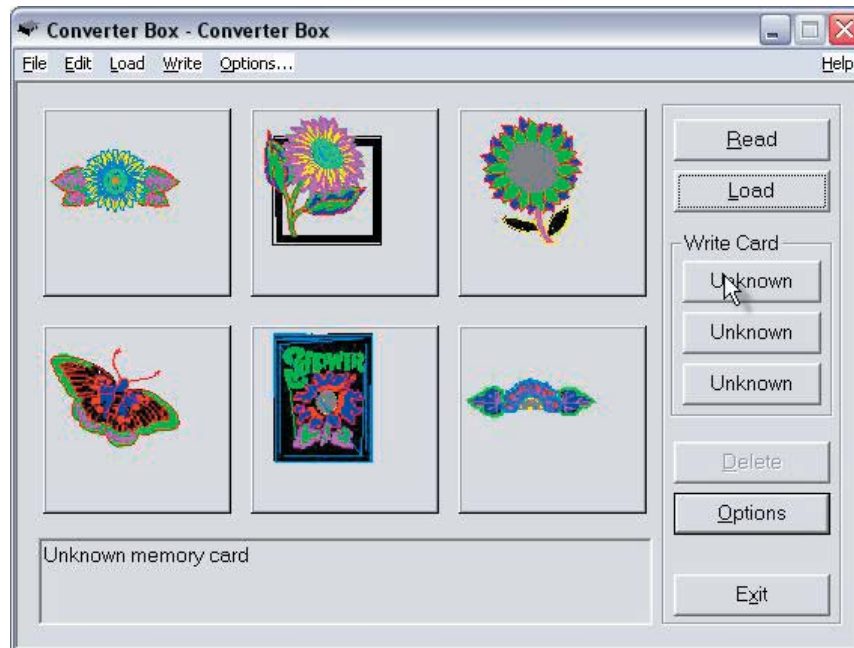 Converter Box - Converter Box
File Edit Load Write Options... Help
Read
Load
Write Card
Unknown
Unknown
Unknown
Delete
Options
Exit
Unknown memory card